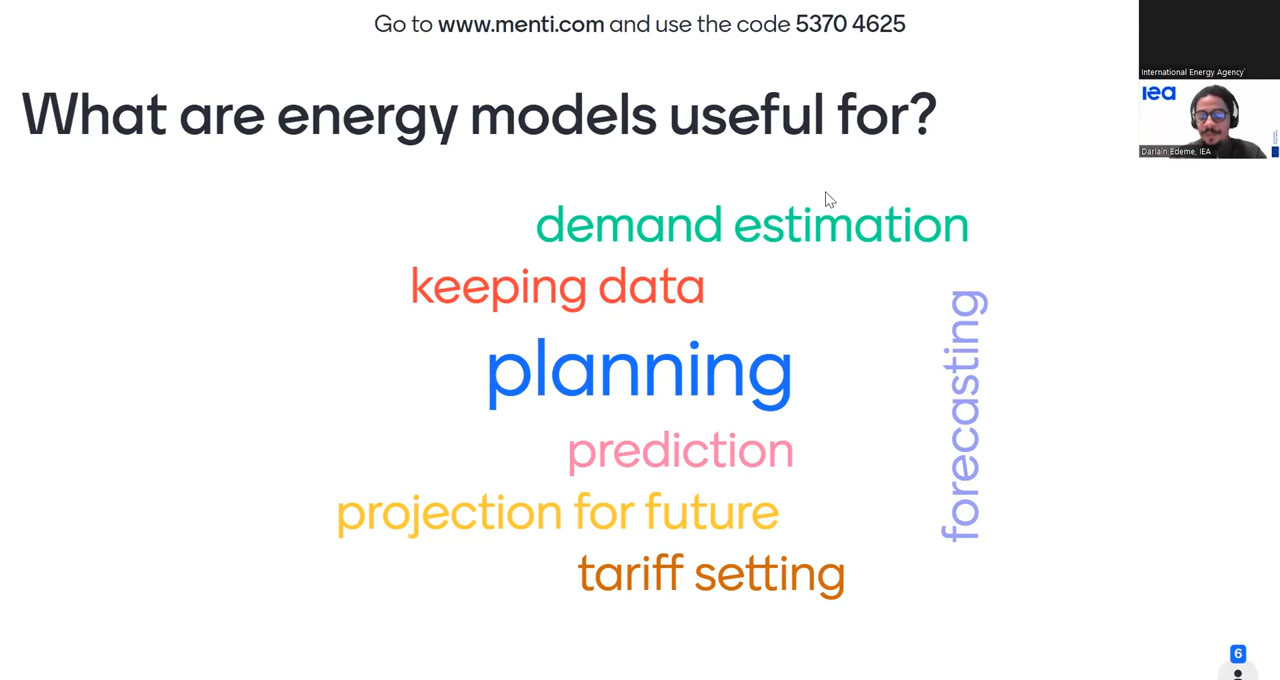 Go to www.menti.com and use the code 5370 4625
International Energy Agency
iea
Darlain Edeme, IEA
What are energy models useful for?
demand estimation
keeping data
forecasting
planning
prediction
projection for future
tariff setting
6